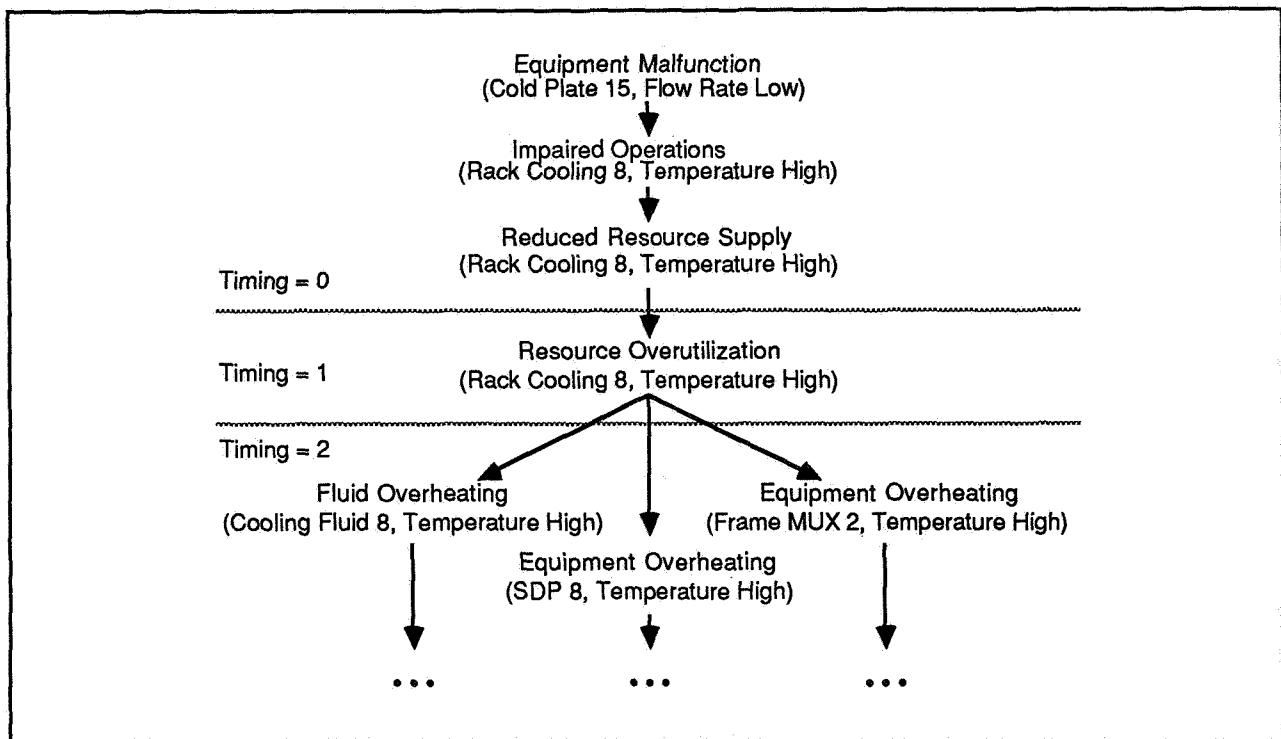 Equipment Malfunction
(Cold Plate 15, Flow Rate Low)
Impaired Operations
(Rack Cooling 8, Temperature High)
Reduced Resource Supply
(Rack Cooling 8, Temperature High)
Timing = 0
Resource Overutilization
Timing = 1
(Rack Cooling 8, Temperature High)
Timing = 2
Fluid Overheating
(Cooling Fluid 8, Temperature High)
Equipment Overheating
(SDP 8, Temperature High)
Equipment Overheating
(Frame MUX 2, Temperature High)
•••
•••
•••